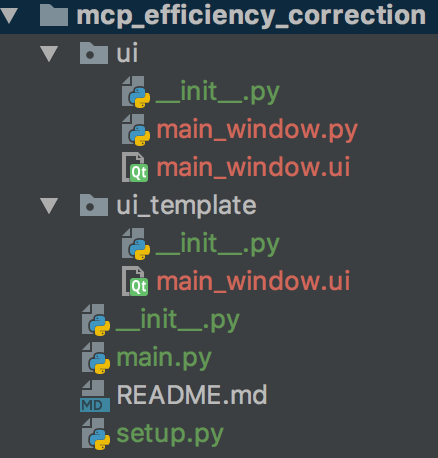 mcp_efficiency_correction
ui
__init__.py
main_window.py
Qt main_window.ui
ui_template
__init__.py
Qt main_window.ui
__init__.py
main.py
MD README.md
setup.py